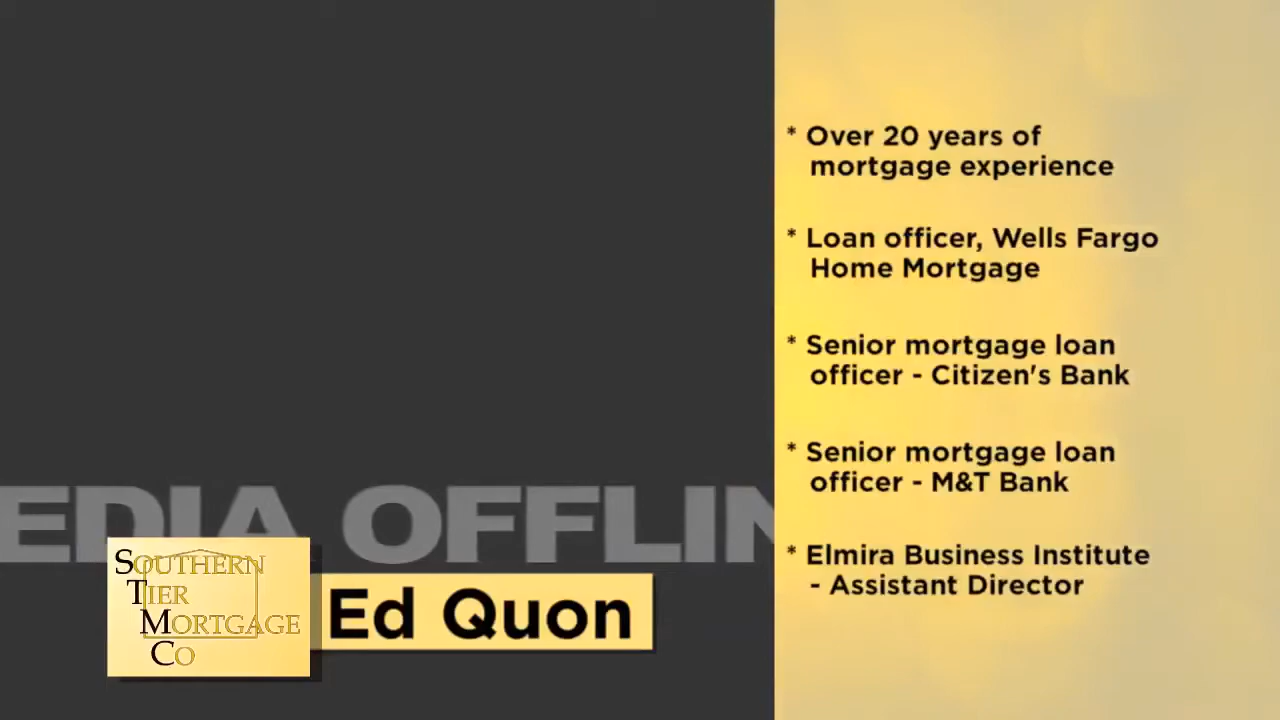 * Over 20 years of
mortgage experience
* Loan officer, Wells Fargo
Home Mortgage
* Senior mortgage loan
officer - Citizen's Bank
* Senior mortgage loan
officer - M&T Bank
* Elmira Business Institute
- Assistant Director
EDIA OFFLIN
SOUTHERN
TIER
MORTGAGE
CO
Ed Quon